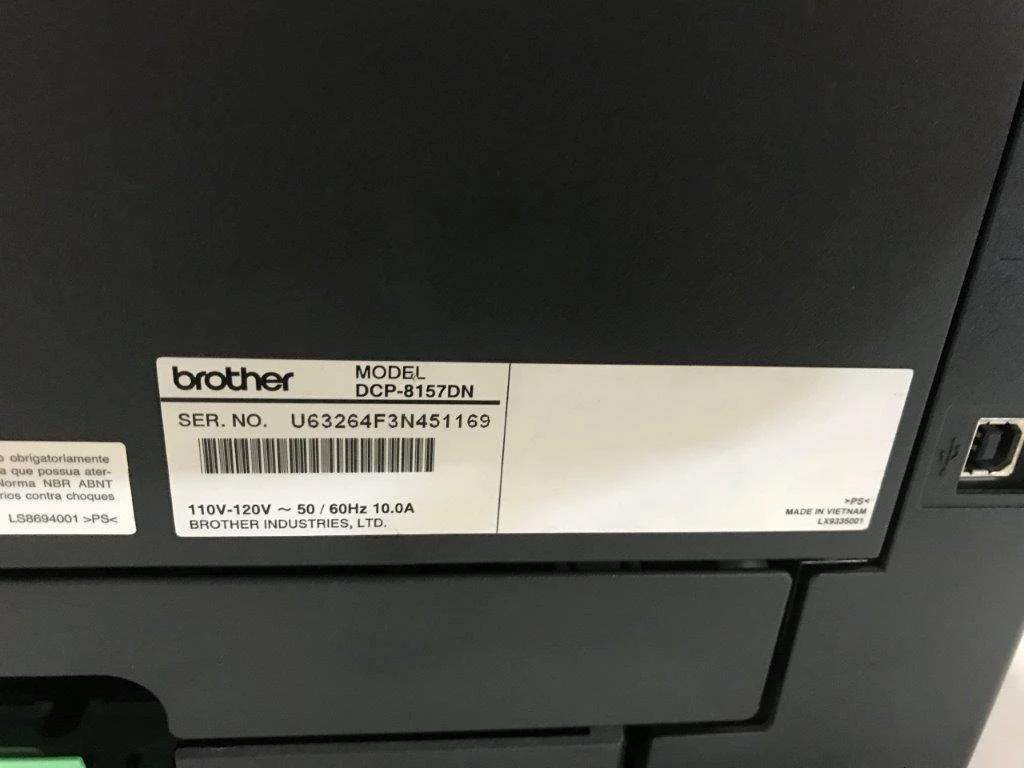 brother
MODEL
DCP-8157DN
SER. NO. U63264F3N451169
110V-120V ~ 50 / 60Hz 10.0A
BROTHER INDUSTRIES, LTD.
>PS<
MADE IN VIETNAM
LX9335001
obrigatoriamente
a que possua ater-
Norma NBR ABNT
rios contra choques
LS8694001 >PS<